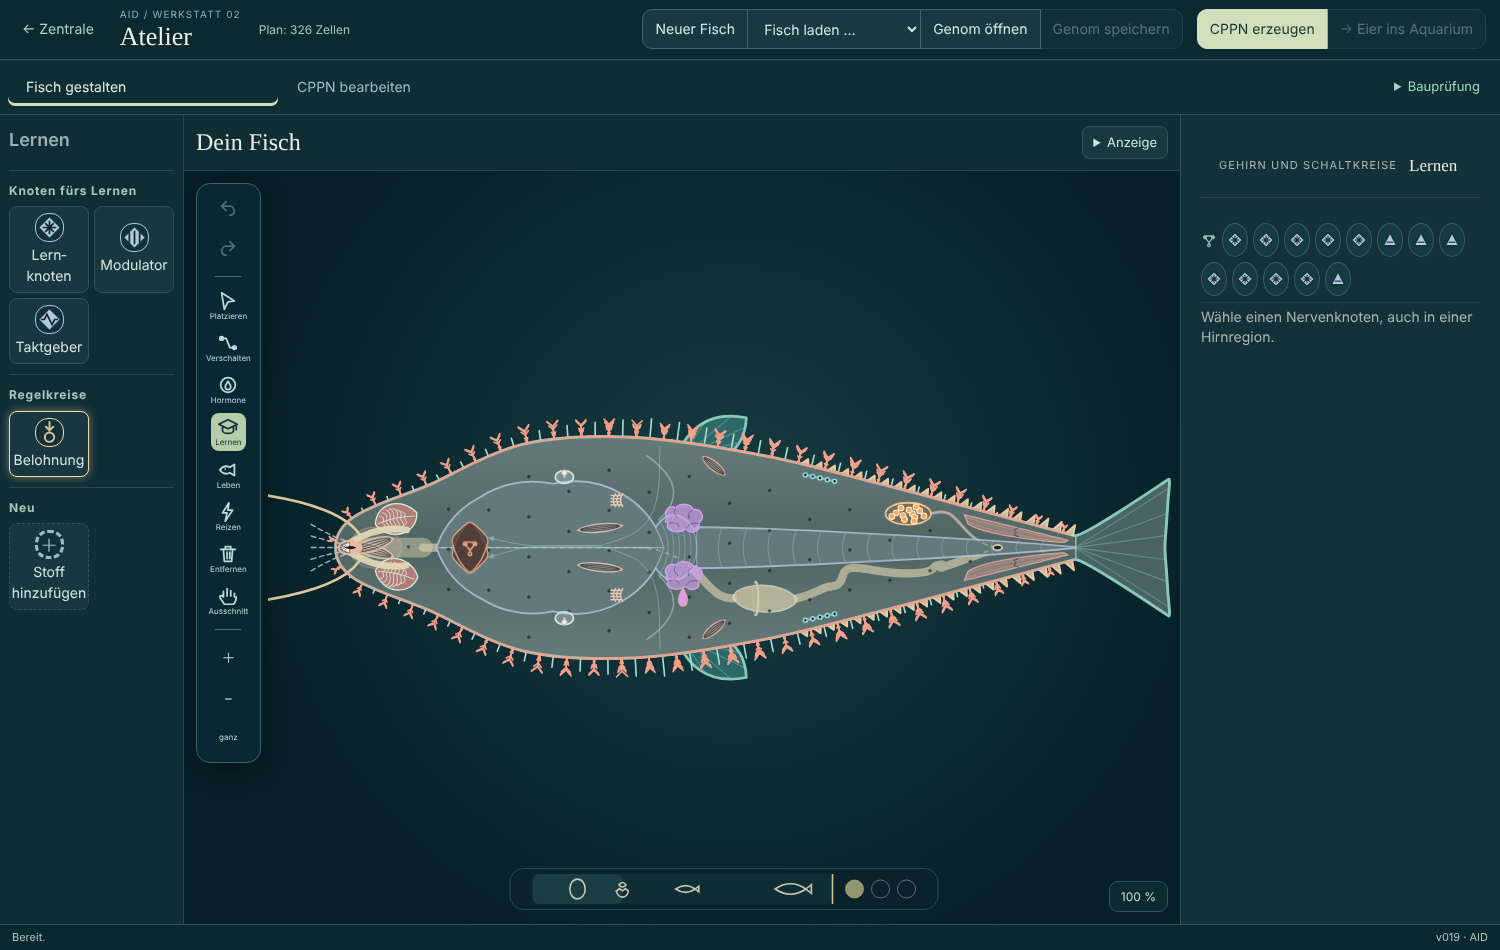 ← Zentrale
AID / WERKSTATT 02
Atelier
Plan: 326 Zellen
Neuer Fisch
Fisch laden ...
Genom öffnen
Genom speichern
CPPN erzeugen
→ Eier ins Aquarium
Fisch gestalten
CPPN bearbeiten
Bauprüfung
Lernen
Knoten fürs Lernen
Lern-
knoten
Modulator
Taktgeber
Regelkreise
Belohnung
Neu
Stoff
hinzufügen
Dein Fisch
Anzeige
Platzieren
Verschalten
Hormone
Lernen
Leben
Reizen
Entfernen
Ausschnitt
+
−
ganz
100 %
GEHIRN UND SCHALTKREISE Lernen
Wähle einen Nervenknoten, auch in einer
Hirnregion.
Bereit.
v019 · AID